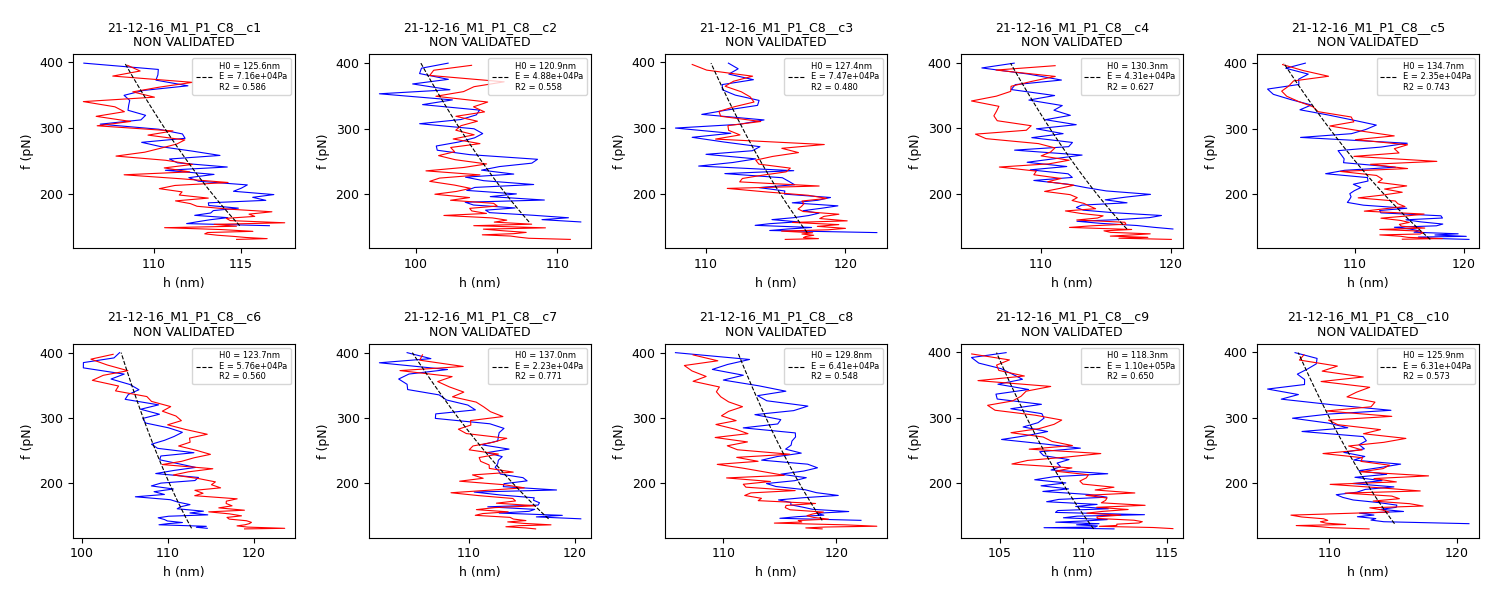 21-12-16_M1_P1_C8__c1
NON VALIDATED
H0 = 125.6nm
E = 7.16e+04Pa
R2 = 0.586
400
300
200
f (pN)
110 115
h (nm)
21-12-16_M1_P1_C8__c2
NON VALIDATED
H0 = 120.9nm
E = 4.88e+04Pa
R2 = 0.558
400
300
200
f (pN)
100 110
h (nm)
21-12-16_M1_P1_C8__c3
NON VALIDATED
H0 = 127.4nm
E = 7.47e+04Pa
R2 = 0.480
400
300
200
f (pN)
110 120
h (nm)
21-12-16_M1_P1_C8__c4
NON VALIDATED
H0 = 130.3nm
E = 4.31e+04Pa
R2 = 0.627
400
300
200
f (pN)
110 120
h (nm)
21-12-16_M1_P1_C8__c5
NON VALIDATED
H0 = 134.7nm
E = 2.35e+04Pa
R2 = 0.743
400
300
200
f (pN)
110 120
h (nm)
21-12-16_M1_P1_C8__c6
NON VALIDATED
H0 = 123.7nm
E = 5.76e+04Pa
R2 = 0.560
400
300
200
f (pN)
100 110 120
h (nm)
21-12-16_M1_P1_C8__c7
NON VALIDATED
H0 = 137.0nm
E = 2.23e+04Pa
R2 = 0.771
400
300
200
f (pN)
110 120
h (nm)
21-12-16_M1_P1_C8__c8
NON VALIDATED
H0 = 129.8nm
E = 6.41e+04Pa
R2 = 0.548
400
300
200
f (pN)
110 120
h (nm)
21-12-16_M1_P1_C8__c9
NON VALIDATED
H0 = 118.3nm
E = 1.10e+05Pa
R2 = 0.650
400
300
200
f (pN)
105 110 115
h (nm)
21-12-16_M1_P1_C8__c10
NON VALIDATED
H0 = 125.9nm
E = 6.31e+04Pa
R2 = 0.573
400
300
200
f (pN)
110 120
h (nm)